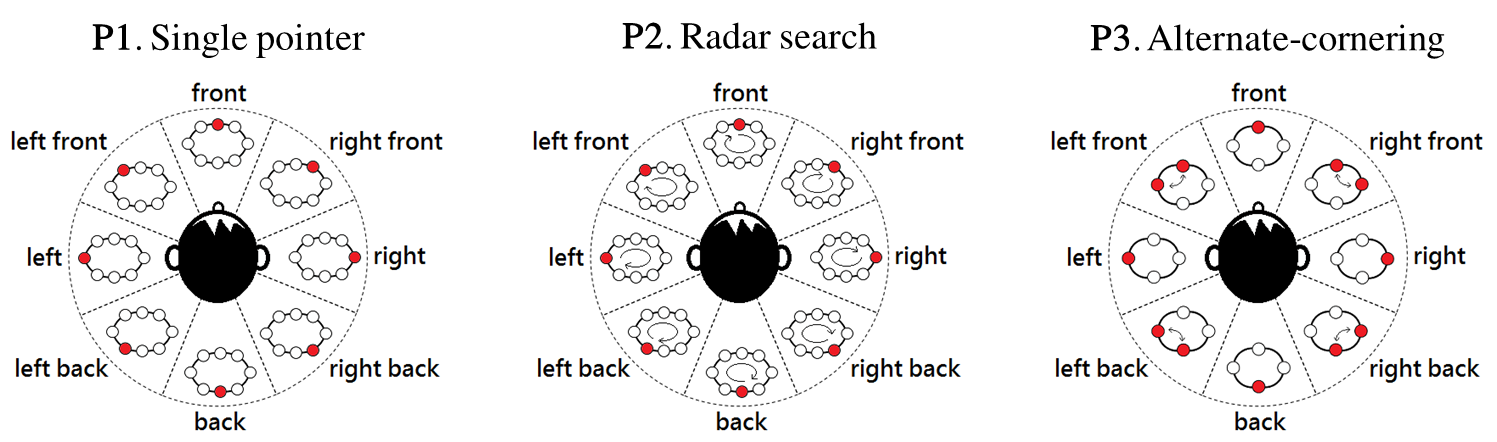 P1. Single pointer
front
left front
right front
left
right
left back
right back
back
P2. Radar search
front
left front
right front
left
right
left back
right back
back
P3. Alternate-cornering
front
left front
right front
left
right
left back
right back
back